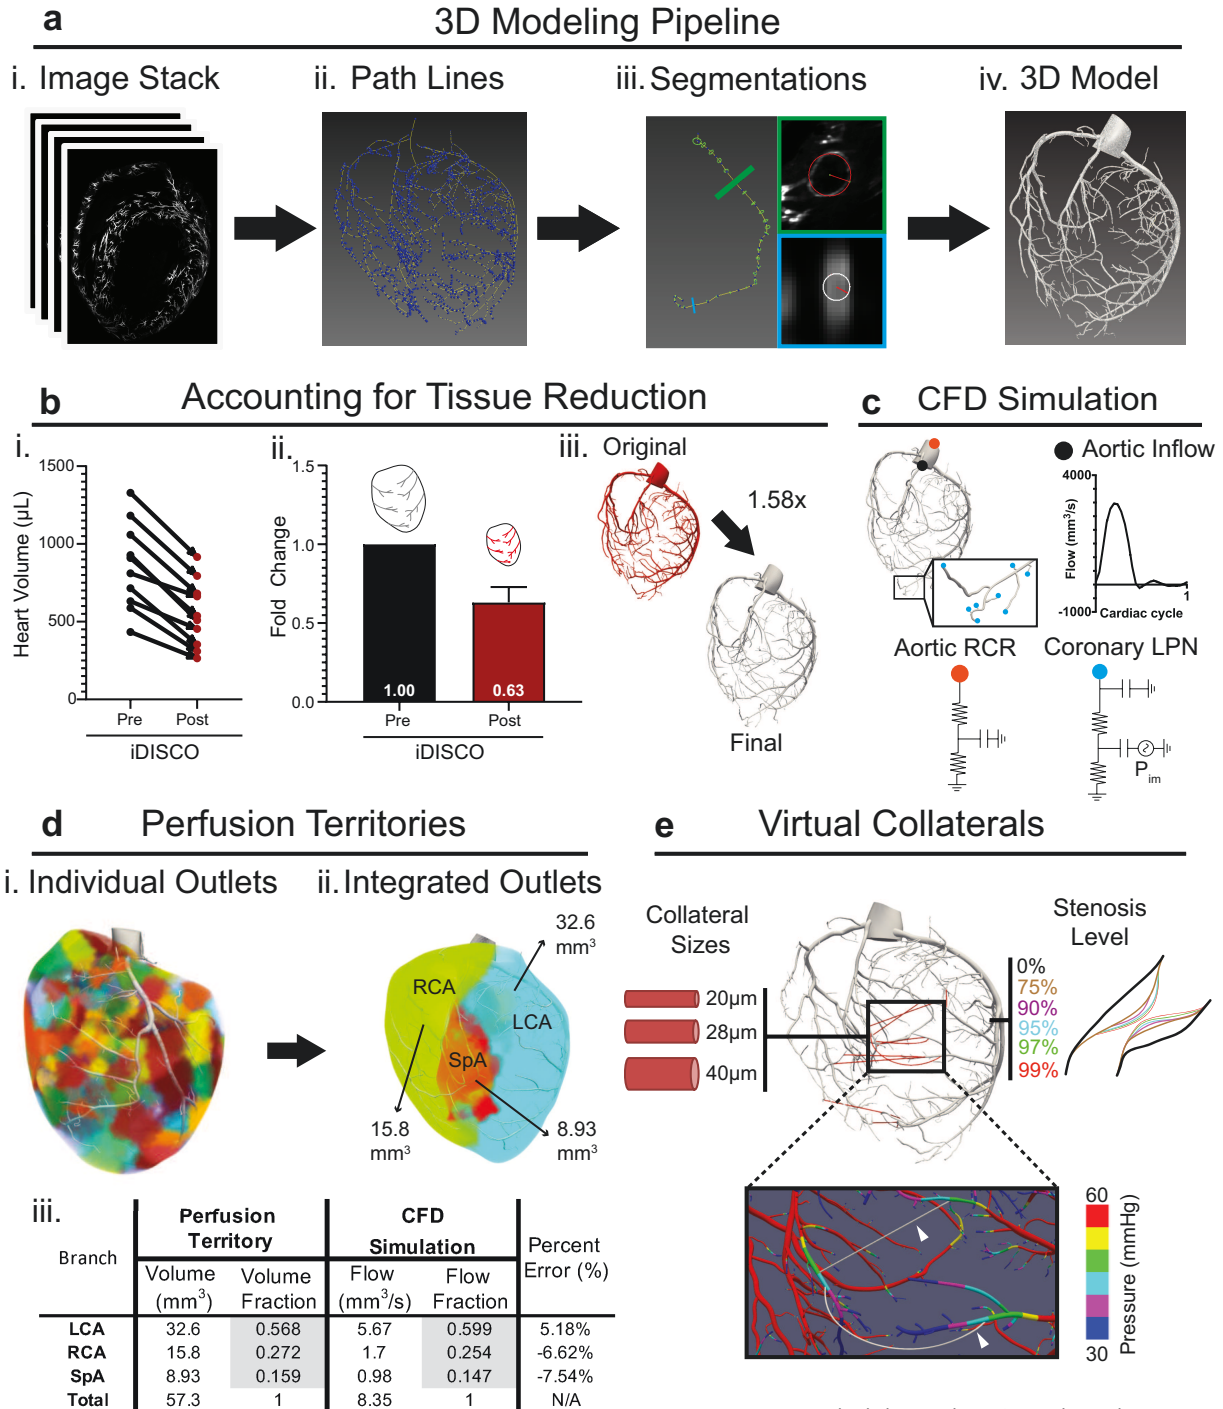 a 3D Modeling Pipeline
i. Image Stack
ii. Path Lines
iii. Segmentations
iv. 3D Model
b Accounting for Tissue Reduction
i.
Heart Volume (µL)
1500
1000
500
0
Pre Post
iDISCO
ii.
Fold Change
1.5
1.0
0.5
0.0
1.00
0.63
Pre Post
iDISCO
iii. Original
1.58x
Final
c CFD Simulation
Aortic Inflow
4000
Flow (mm³/s)
-1000
Cardiac cycle
1
Aortic RCR
Coronary LPN
Pim
d Perfusion Territories
i. Individual Outlets
ii. Integrated Outlets
32.6
mm³
RCA
LCA
SpA
15.8
mm³
8.93
mm³
iii.
Branch
Perfusion
Territory
CFD
Simulation
Percent
Error (%)
Volume
(mm³)
Volume
Fraction
Flow
(mm³/s)
Flow
Fraction
LCA 32.6 0.568 5.67 0.599 5.18%
RCA 15.8 0.272 1.7 0.254 -6.62%
SpA 8.93 0.159 0.98 0.147 -7.54%
Total 57.3 1 8.35 1 N/A
e Virtual Collaterals
Collateral
Sizes
20µm
28µm
40µm
Stenosis
Level
0%
75%
90%
95%
97%
99%
60
Pressure (mmHg)
30